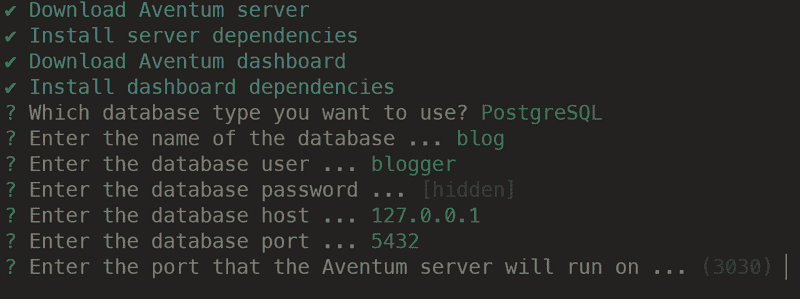 ✔ Download Aventum server
✔ Install server dependencies
✔ Download Aventum dashboard
✔ Install dashboard dependencies
? Which database type you want to use? PostgreSQL
? Enter the name of the database ... blog
? Enter the database user ... blogger
? Enter the database password ... [hidden]
? Enter the database host ... 127.0.0.1
? Enter the database port ... 5432
? Enter the port that the Aventum server will run on ... (3030)